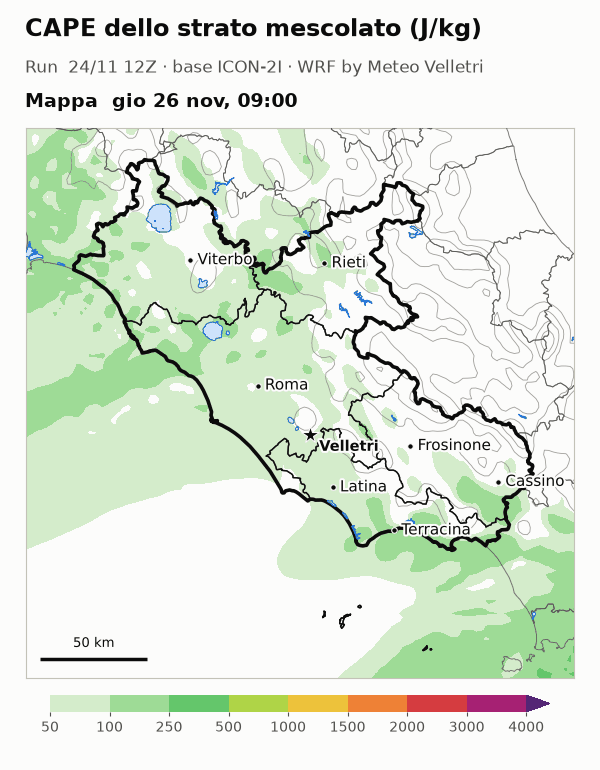 CAPE dello strato mescolato (J/kg)
Run 24/11 12Z · base ICON-2I · WRF by Meteo Velletri
Mappa gio 26 nov, 09:00
Viterbo
Rieti
Roma
Velletri
Frosinone
Cassino
Latina
Terracina
50 km
50 100 250 500 1000 1500 2000 3000 4000